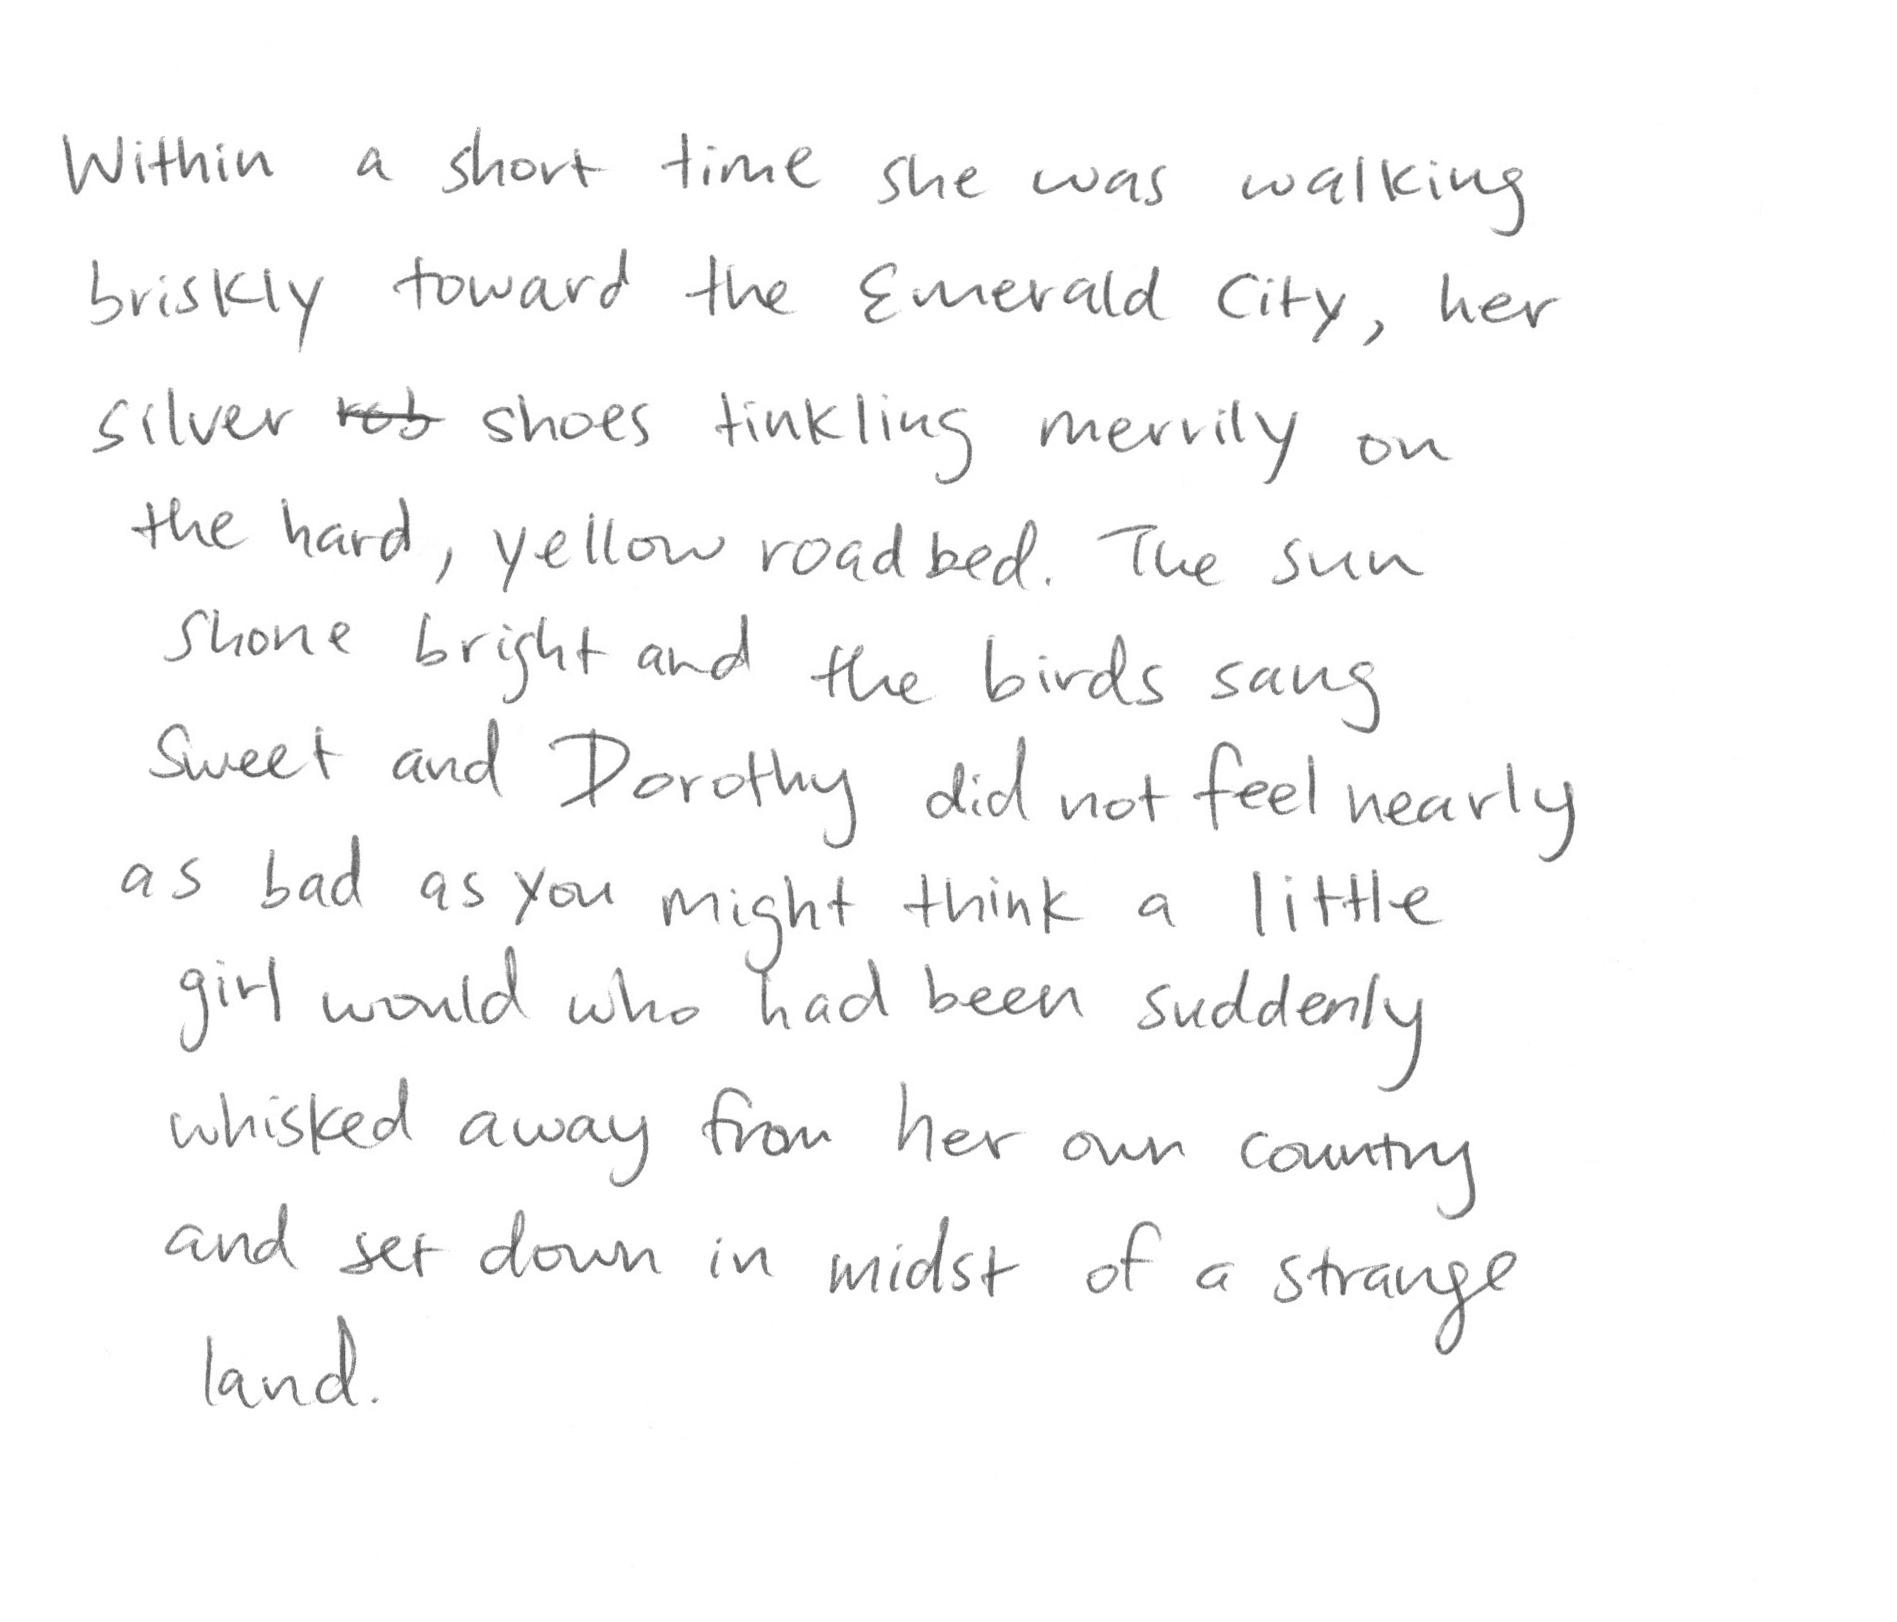 Within a short time she was walking
briskly toward the Emerald City, her
silver shoes tinkling merrily on
the hard, yellow roadbed. The sun
shone bright and the birds sang
sweet and Dorothy did not feel nearly
as bad as you might think a little
girl would who had been suddenly
whisked away from her own country
and set down in midst of a strange
land.